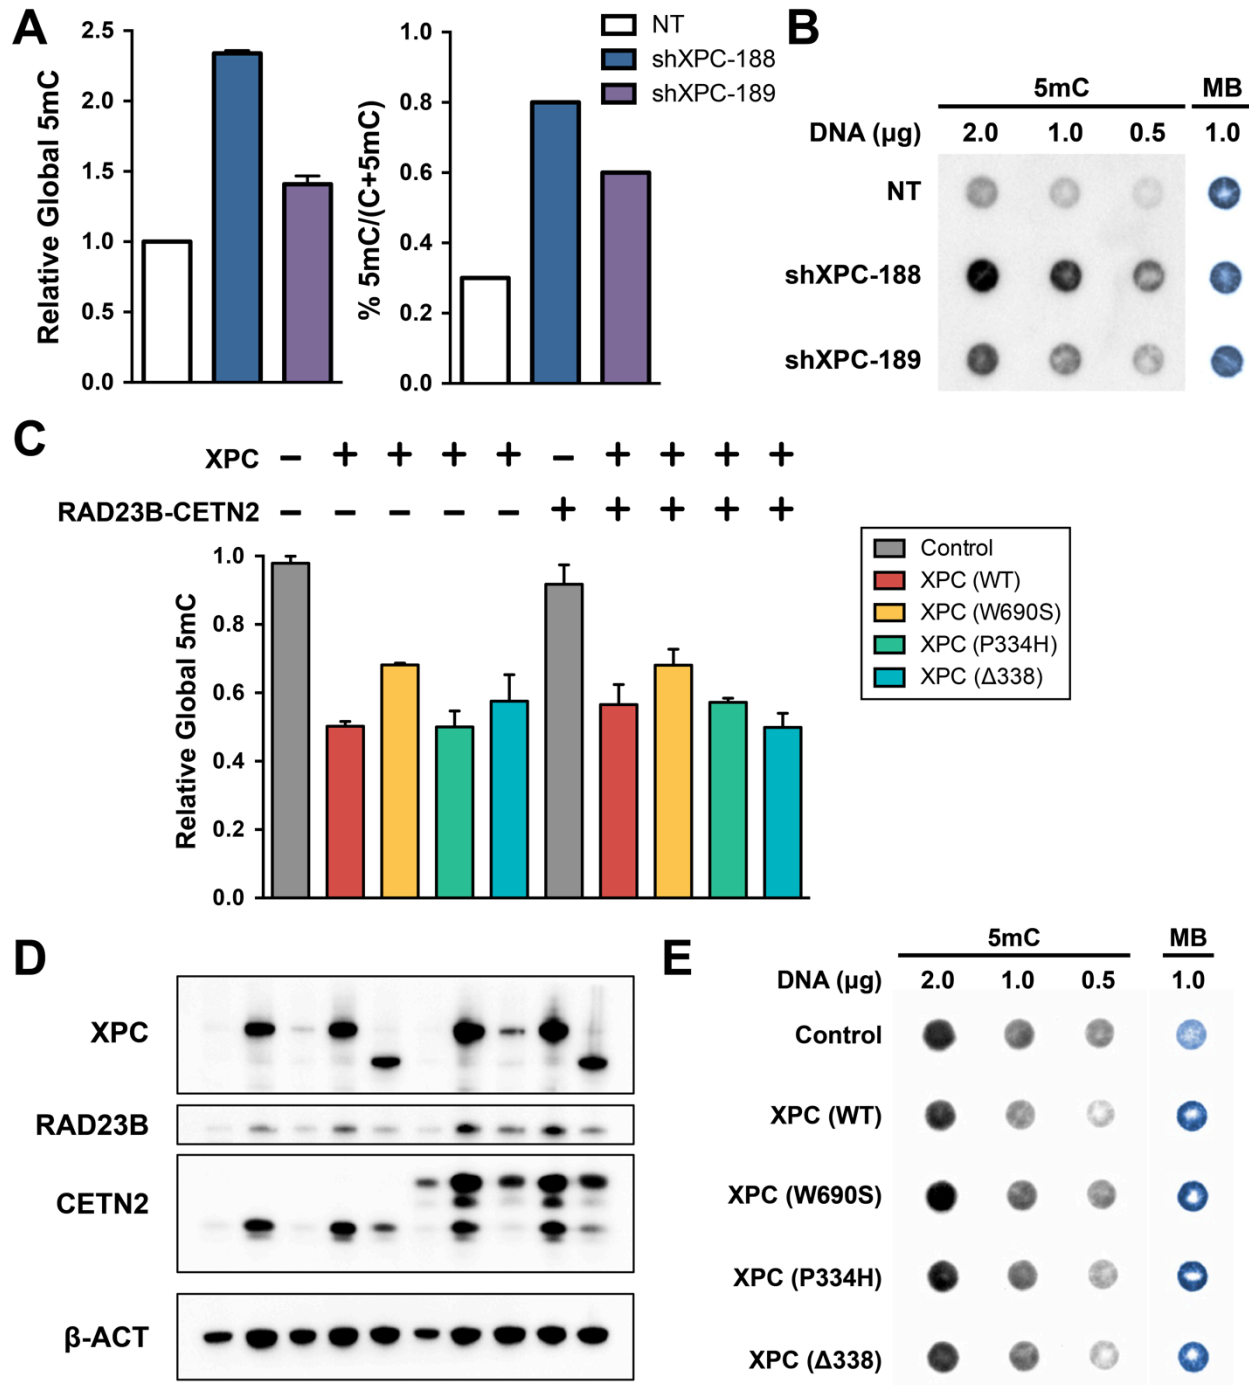 A
Relative Global 5mC
2.5
2.0
1.5
1.0
0.5
0.0
% 5mC/(C+5mC)
1.0
0.8
0.6
0.4
0.2
0.0
NT
shXPC-188
shXPC-189
B
5mC MB
DNA (µg) 2.0 1.0 0.5 1.0
NT
shXPC-188
shXPC-189
C
XPC − + + + + − + + + +
RAD23B-CETN2 − − − − − + + + + +
Relative Global 5mC
1.0
0.8
0.6
0.4
0.2
0.0
Control
XPC (WT)
XPC (W690S)
XPC (P334H)
XPC (Δ338)
D
XPC
RAD23B
CETN2
β-ACT
E
5mC MB
DNA (µg) 2.0 1.0 0.5 1.0
Control
XPC (WT)
XPC (W690S)
XPC (P334H)
XPC (Δ338)